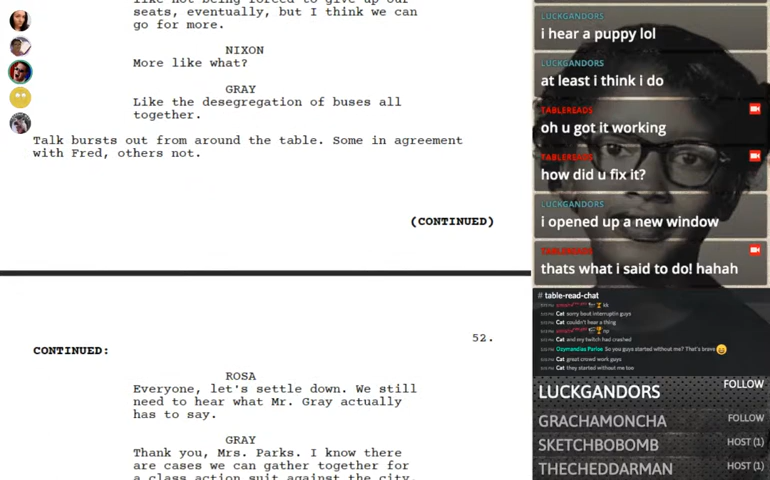 like not being forced to give up our
seats, eventually, but I think we can
go for more.
NIXON
More like what?
GRAY
Like the desegregation of buses all
together.
Talk bursts out from around the table. Some in agreement
with Fred, others not.
(CONTINUED)
52.
CONTINUED:
ROSA
Everyone, let's settle down. We still
need to hear what Mr. Gray actually
has to say.
GRAY
Thank you, Mrs. Parks. I know there
are cases we can gather together for
a class action suit against the city.
LUCKGANDORS
i hear a puppy lol
LUCKGANDORS
at least i think i do
TABLEREADS
oh u got it working
TABLEREADS
how did u fix it?
LUCKGANDORS
i opened up a new window
TABLEREADS
thats what i said to do! hahah
# table-read-chat
kk
Cat sorry bout interruptin guys
Cat couldn't hear a thing
np
Cat and my twitch had crashed
Ozymandias Parloe So you guys started without me? That's brave
Cat great crowd work guys
Cat they started without me too
LUCKGANDORS FOLLOW
GRACHAMONCHA FOLLOW
SKETCHBOBOMB HOST (1)
THECHEDDARMAN HOST (1)